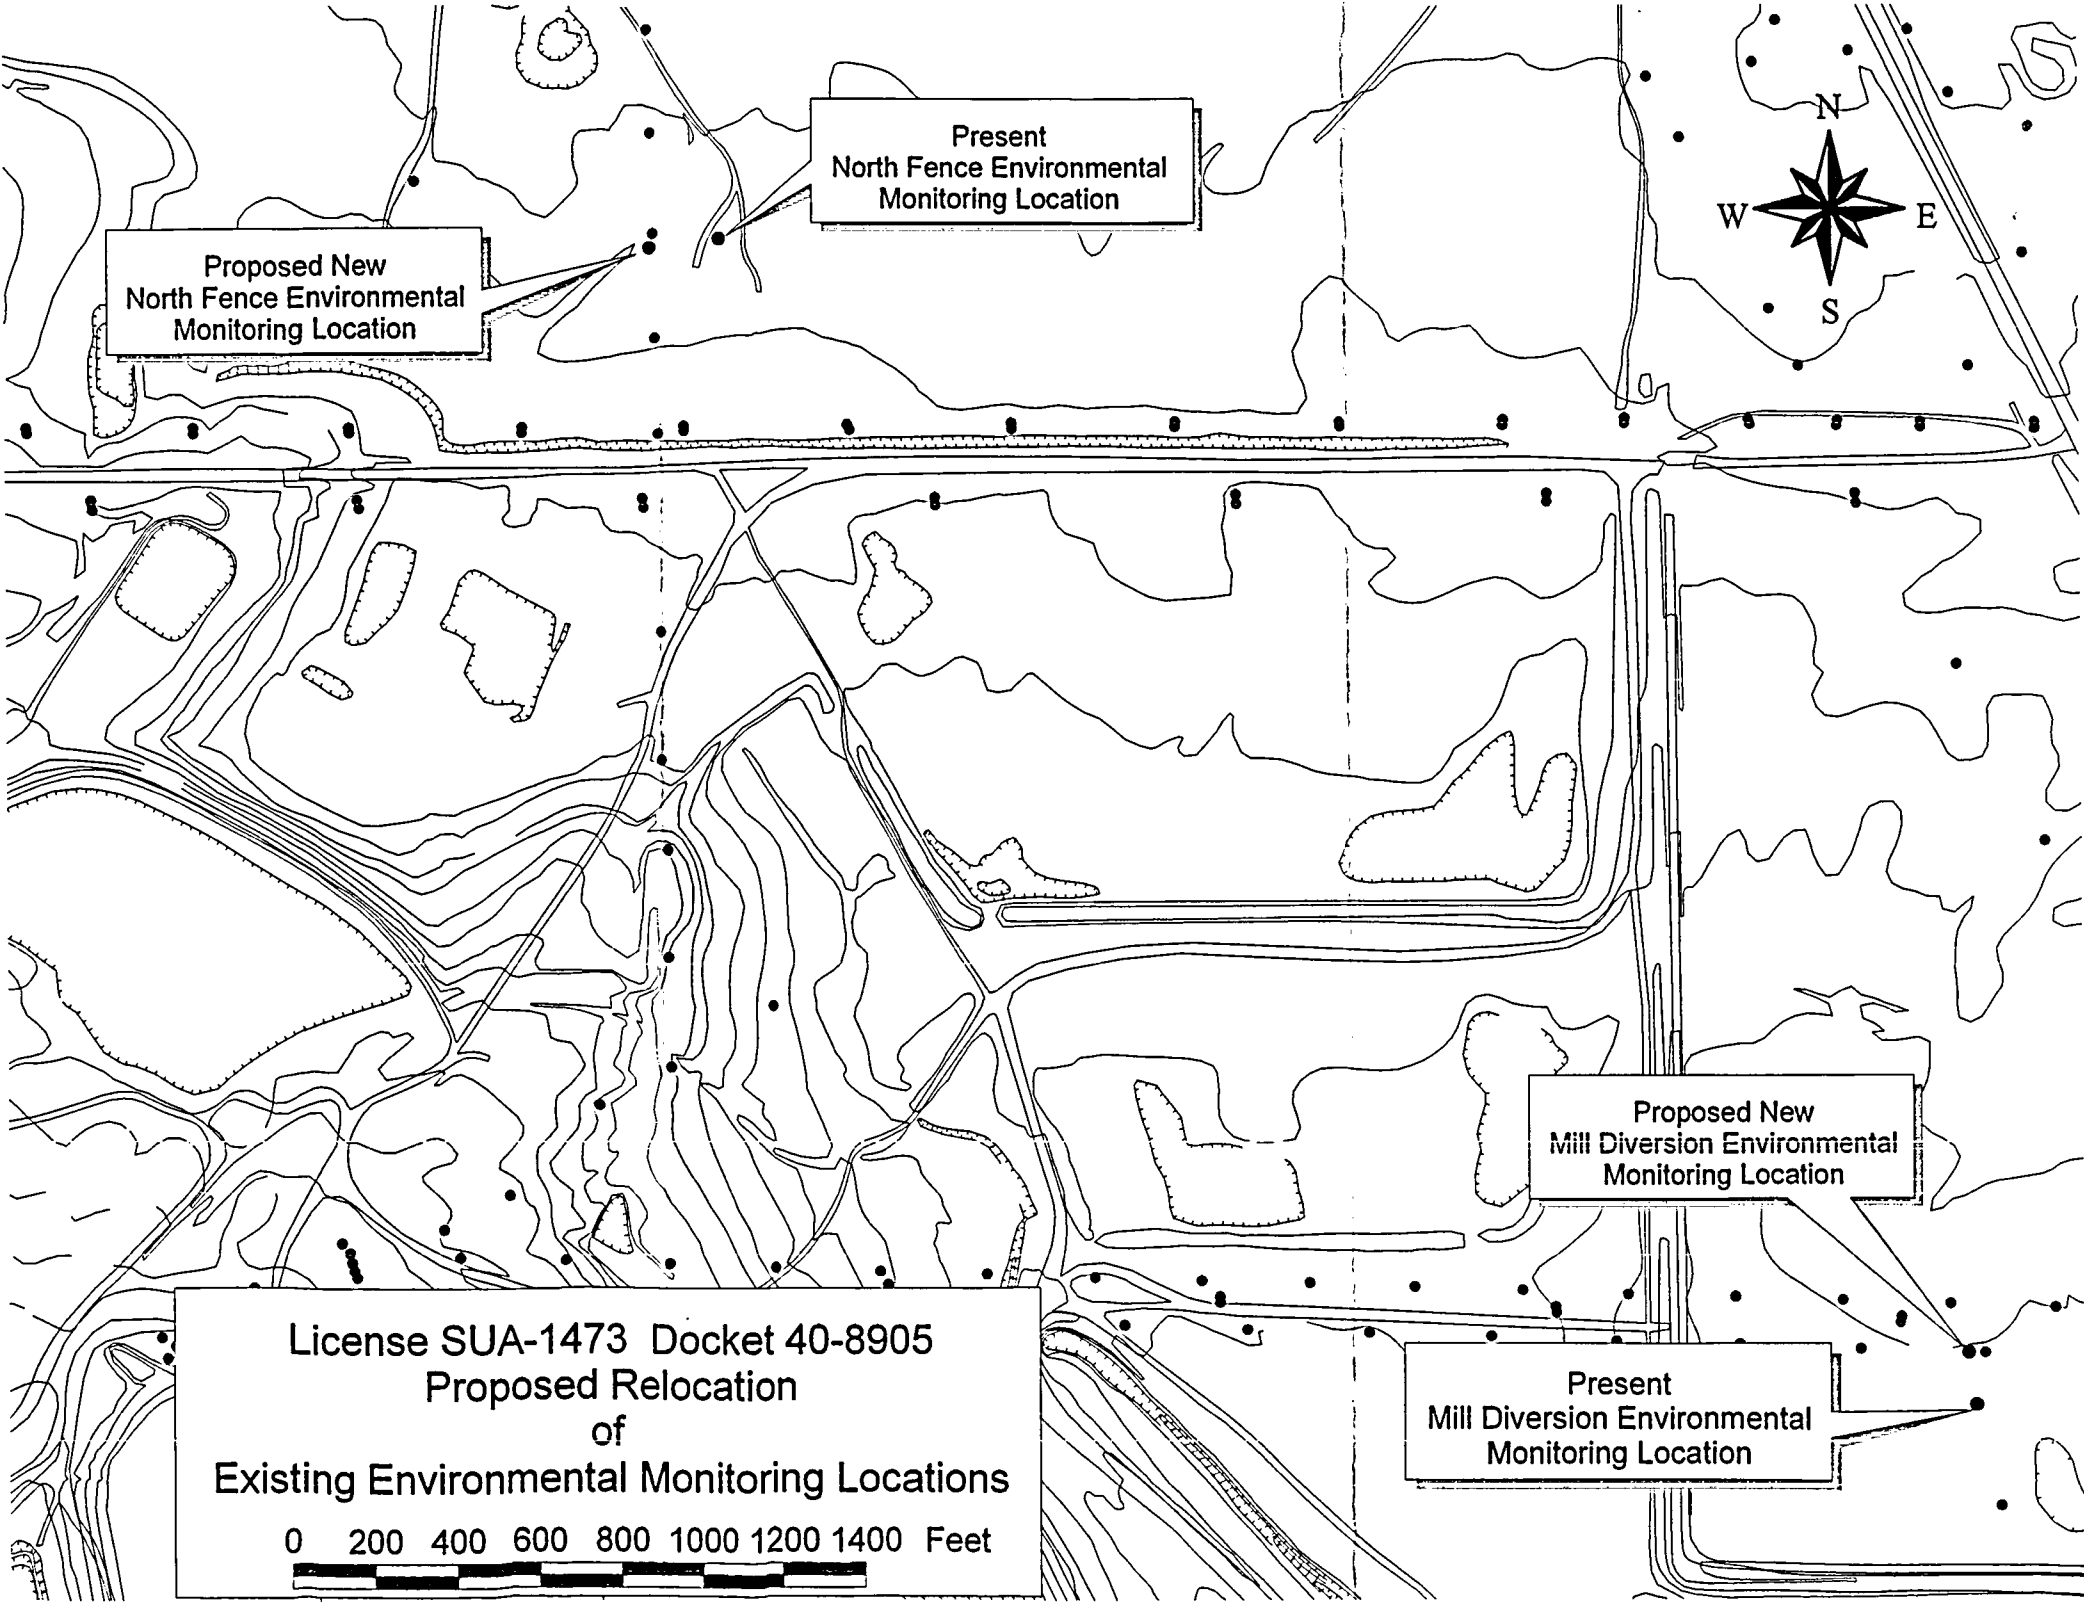 Present
North Fence Environmental
Monitoring Location
N
W
E
S
Proposed New
North Fence Environmental
Monitoring Location
Proposed New
Mill Diversion Environmental
Monitoring Location
Present
Mill Diversion Environmental
Monitoring Location
License SUA-1473 Docket 40-8905
Proposed Relocation
of
Existing Environmental Monitoring Locations
0 200 400 600 800 1000 1200 1400 Feet